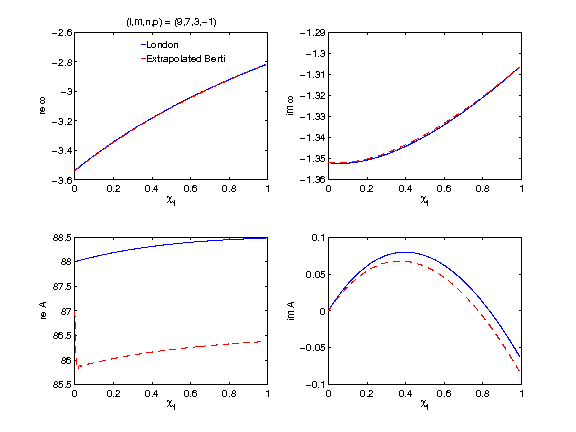 (l,m,n,p) = (9,7,3,−1)
London
Extrapolated Berti
−2.6
−2.8
−3
−3.2
−3.4
−3.6
re ω
0 0.2 0.4 0.6 0.8 1
χf
−1.29
−1.3
−1.31
−1.32
−1.33
−1.34
−1.35
−1.36
im ω
0 0.2 0.4 0.6 0.8 1
χf
88.5
88
87
86.5
86
85.5
re A
0 0.2 0.4 0.6 0.8 1
χf
0.1
0.05
0
−0.05
−0.1
im A
0 0.2 0.4 0.6 0.8 1
χf